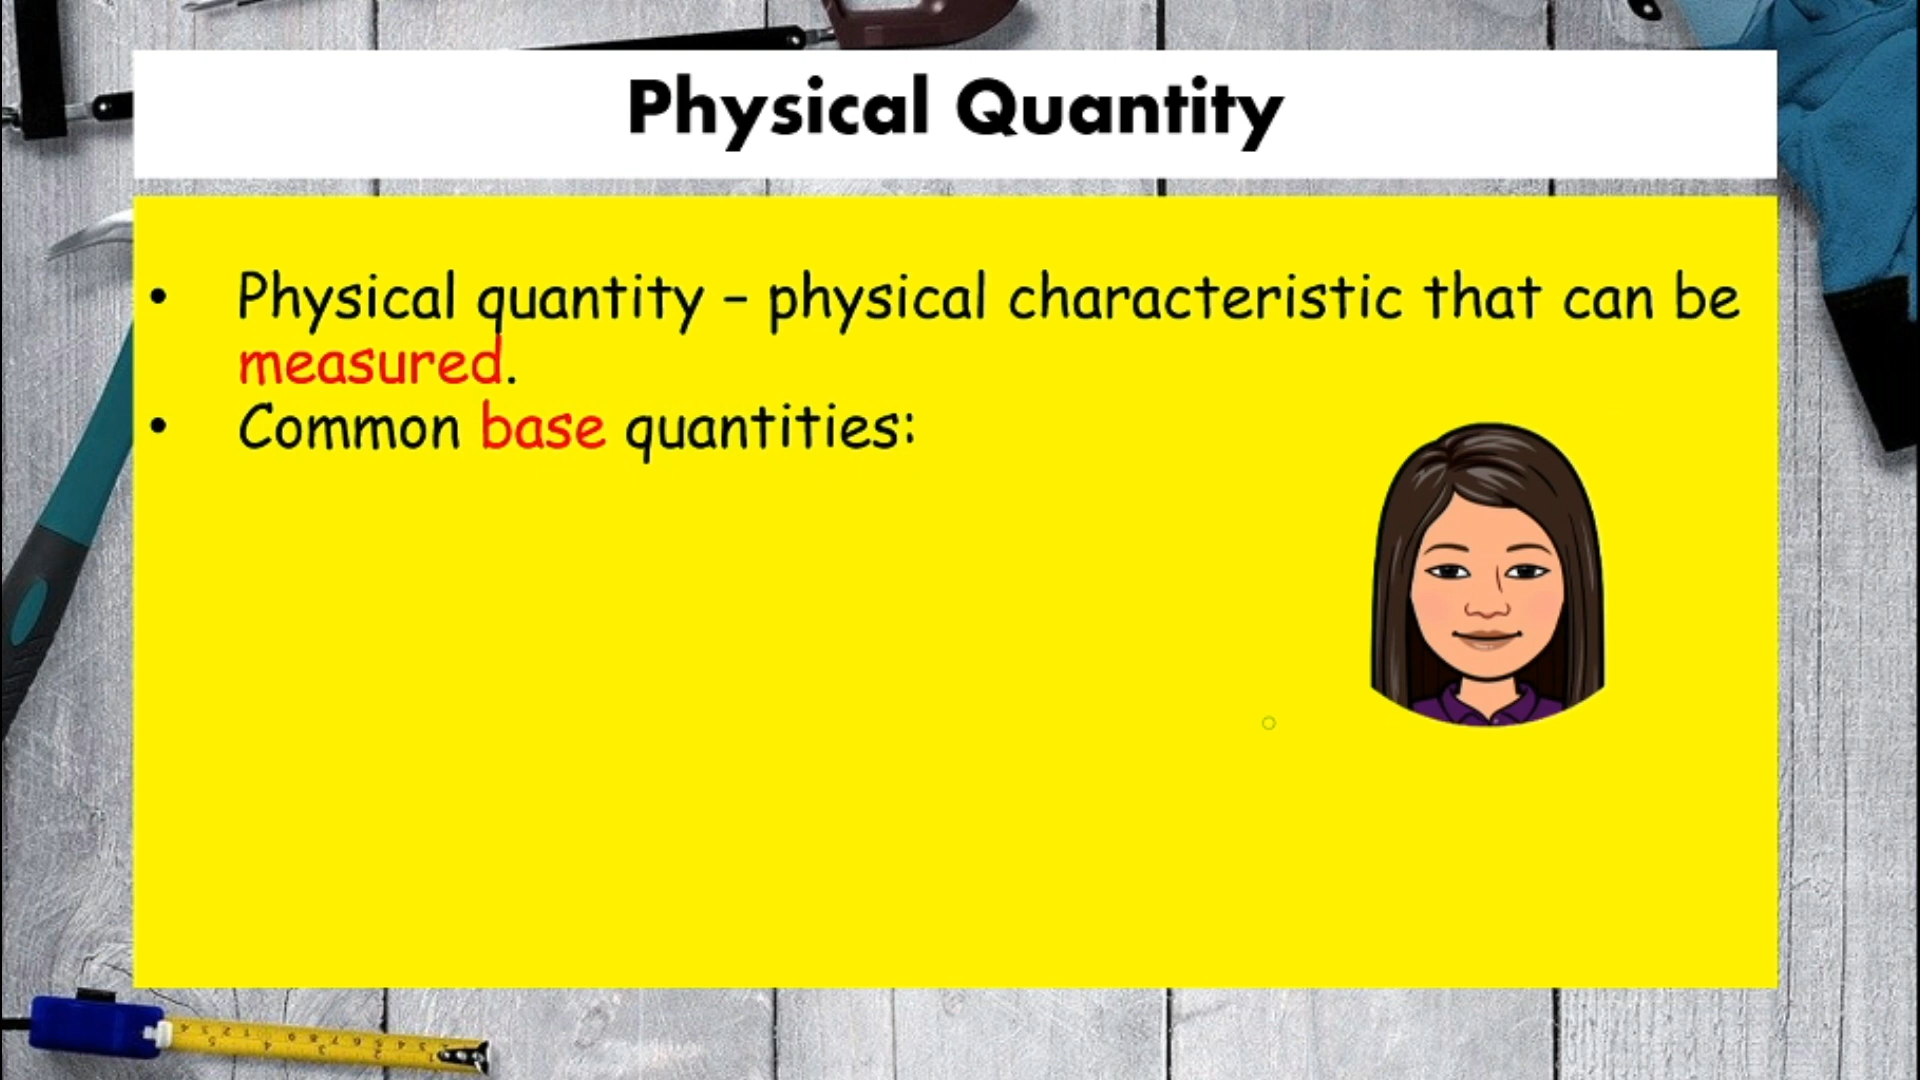 Physical Quantity
• Physical quantity – physical characteristic that can be
measured.
• Common base quantities: